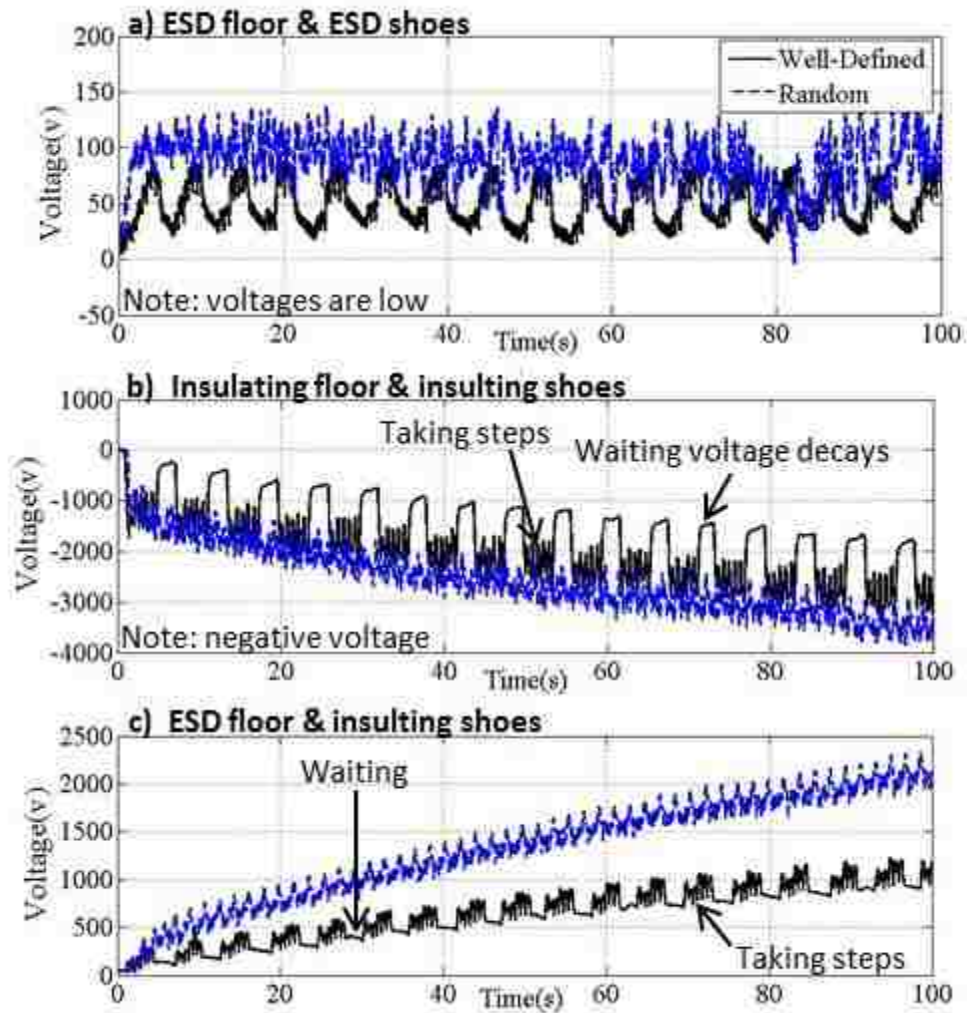 a) ESD floor & ESD shoes
200
150
100
50
0
-50
Voltage(v)
Well-Defined
Random
Note: voltages are low
0 20 40 60 80 100
Time(s)
b) Insulating floor & insulting shoes
1000
0
-1000
-2000
-3000
-4000
Voltage(v)
Taking steps
Waiting voltage decays
Note: negative voltage
0 20 40 60 80 100
Time(s)
c) ESD floor & insulting shoes
2500
2000
1500
1000
500
0
Voltage(v)
Waiting
Taking steps
0 20 40 60 80 100
Time(s)